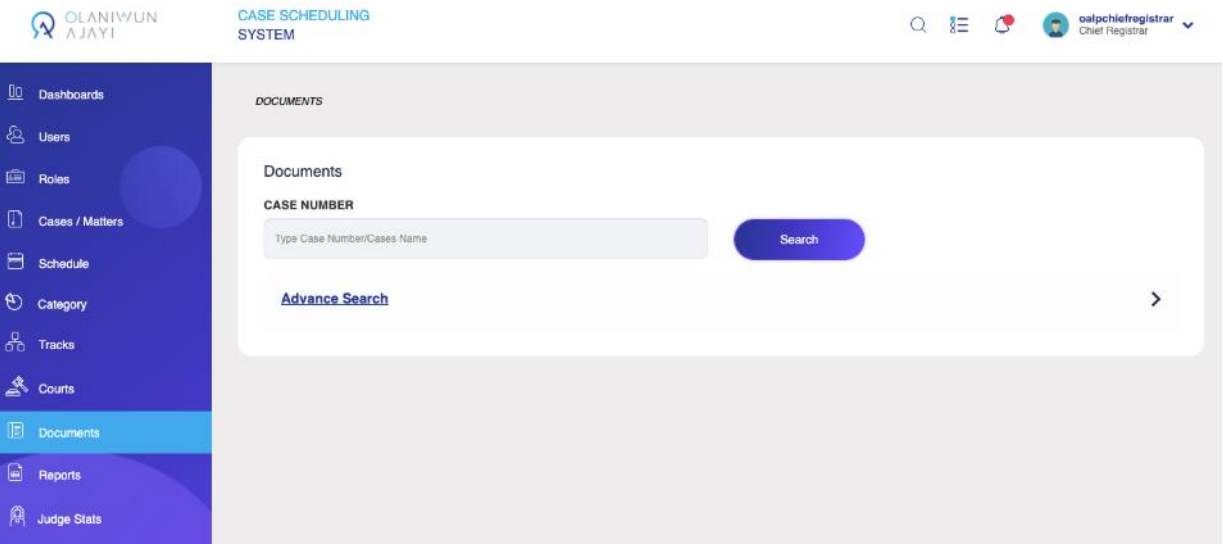 OLANIWUN
AJAYI
CASE SCHEDULING
SYSTEM
oalpchiefregistrar
Chief Registrar
Dashboards
Users
Roles
Cases / Matters
Schedule
Category
Tracks
Courts
Documents
Reports
Judge Stats
DOCUMENTS
Documents
CASE NUMBER
Type Case Number/Cases Name
Search
Advance Search